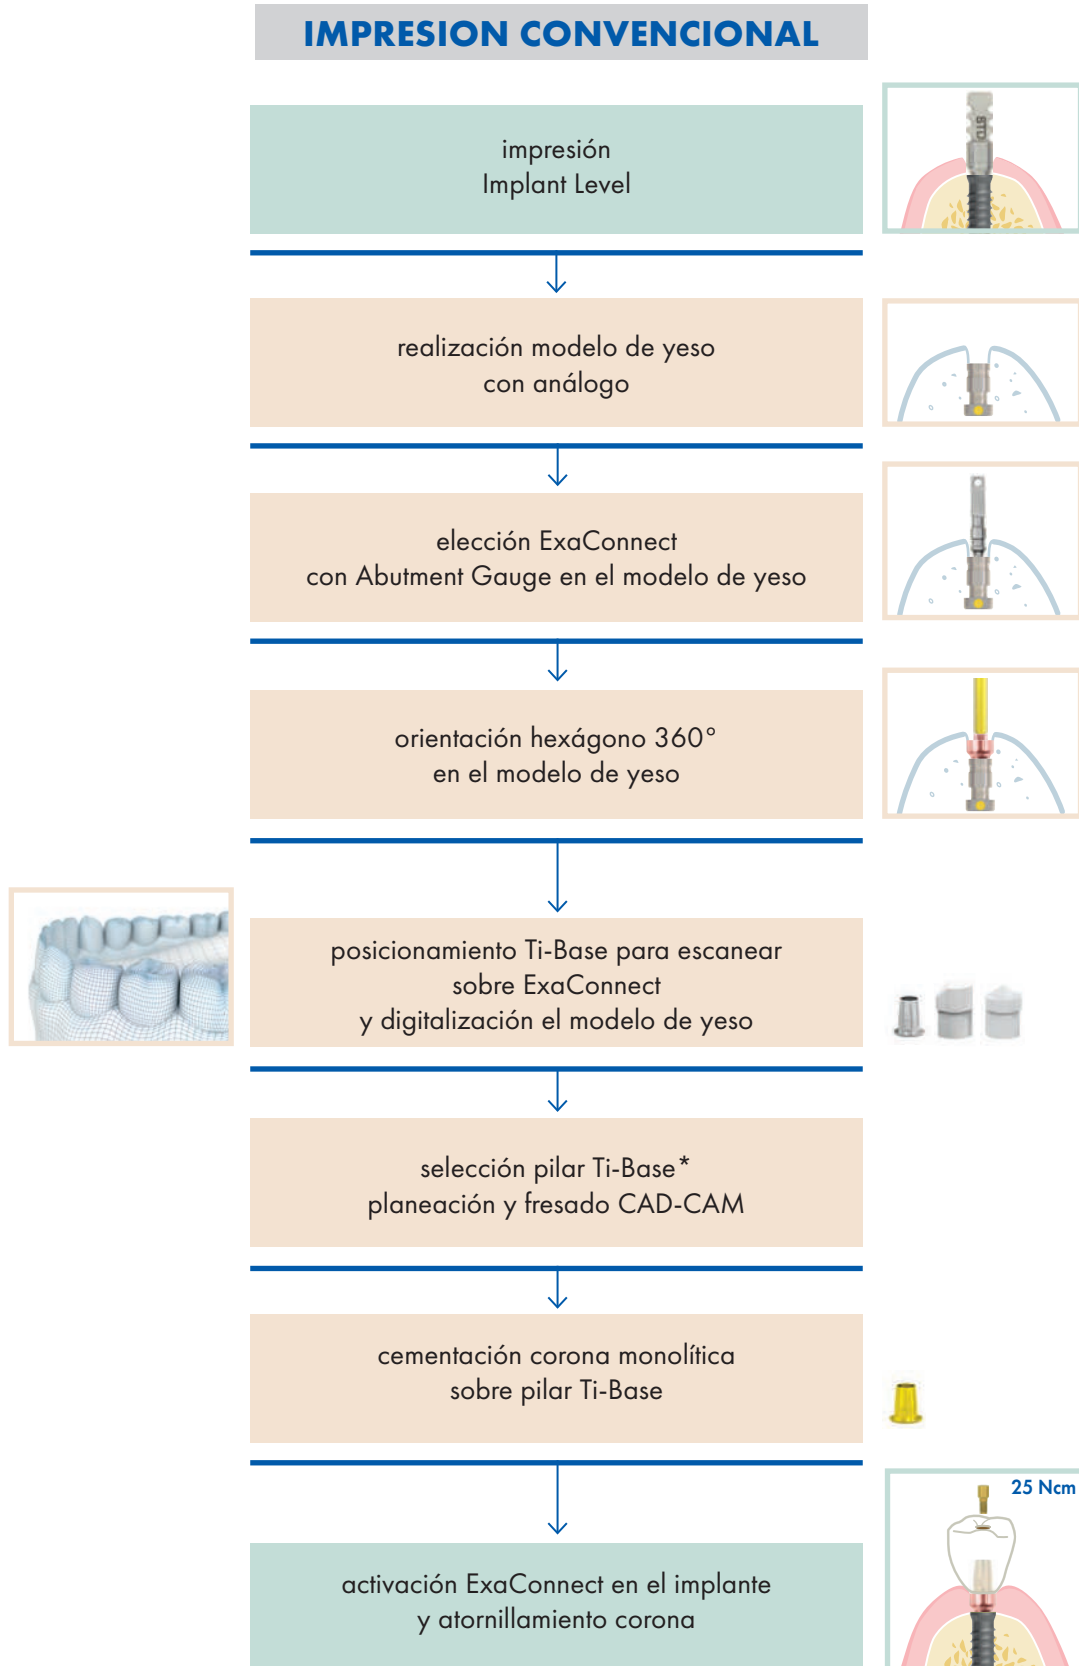 IMPRESION CONVENCIONAL
impresión
Implant Level
STD
realización modelo de yeso
con análogo
elección ExaConnect
con Abutment Gauge en el modelo de yeso
orientación hexágono 360°
en el modelo de yeso
posicionamiento Ti-Base para escanear
sobre ExaConnect
y digitalización el modelo de yeso
selección pilar Ti-Base*
planeación y fresado CAD-CAM
cementación corona monolítica
sobre pilar Ti-Base
25 Ncm
activación ExaConnect en el implante
y atornillamiento corona